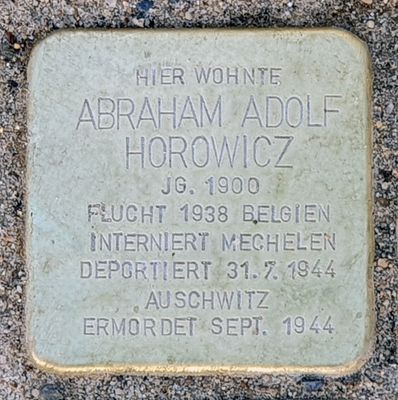 HIER WOHNTE
ABRAHAM ADOLF
HOROWICZ
JG. 1900
FLUCHT 1938 BELGIEN
INTERNIERT MECHELEN
DEPORTIERT 31.7.1944
AUSCHWITZ
ERMORDET SEPT. 1944